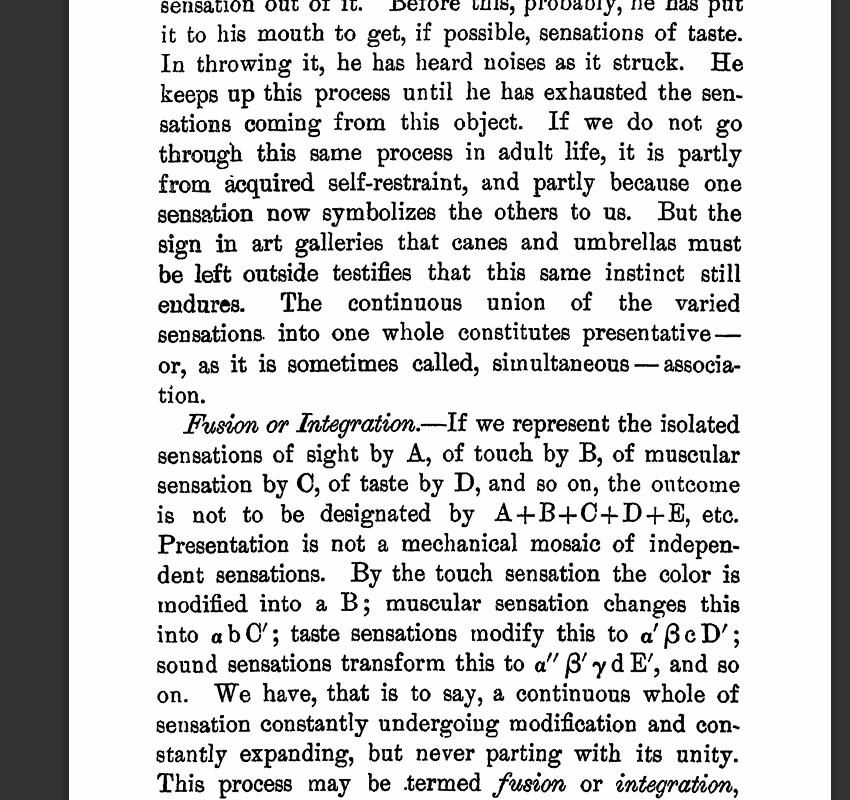 sensation out of it. Before this, probably, he has put
it to his mouth to get, if possible, sensations of taste.
In throwing it, he has heard noises as it struck. He
keeps up this process until he has exhausted the sen-
sations coming from this object. If we do not go
through this same process in adult life, it is partly
from acquired self-restraint, and partly because one
sensation now symbolizes the others to us. But the
sign in art galleries that canes and umbrellas must
be left outside testifies that this same instinct still
endures. The continuous union of the varied
sensations into one whole constitutes presentative—
or, as it is sometimes called, simultaneous—associa-
tion.
Fusion or Integration.—If we represent the isolated
sensations of sight by A, of touch by B, of muscular
sensation by C, of taste by D, and so on, the outcome
is not to be designated by A+B+C+D+E, etc.
Presentation is not a mechanical mosaic of indepen-
dent sensations. By the touch sensation the color is
modified into a B; muscular sensation changes this
into a b C′; taste sensations modify this to α′ β c D′;
sound sensations transform this to α″ β′ γ d E′, and so
on. We have, that is to say, a continuous whole of
sensation constantly undergoing modification and con-
stantly expanding, but never parting with its unity.
This process may be termed fusion or integration,